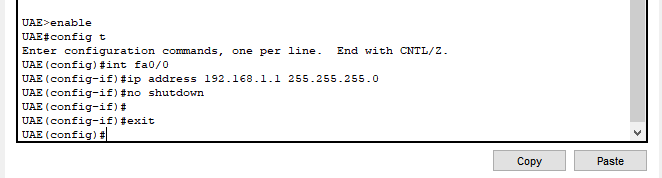 UAE>enable
UAE#config t
Enter configuration commands, one per line.  End with CNTL/Z.
UAE(config)#int fa0/0
UAE(config-if)#ip address 192.168.1.1 255.255.255.0
UAE(config-if)#no shutdown
UAE(config-if)#
UAE(config-if)#exit
UAE(config)#
Copy Paste